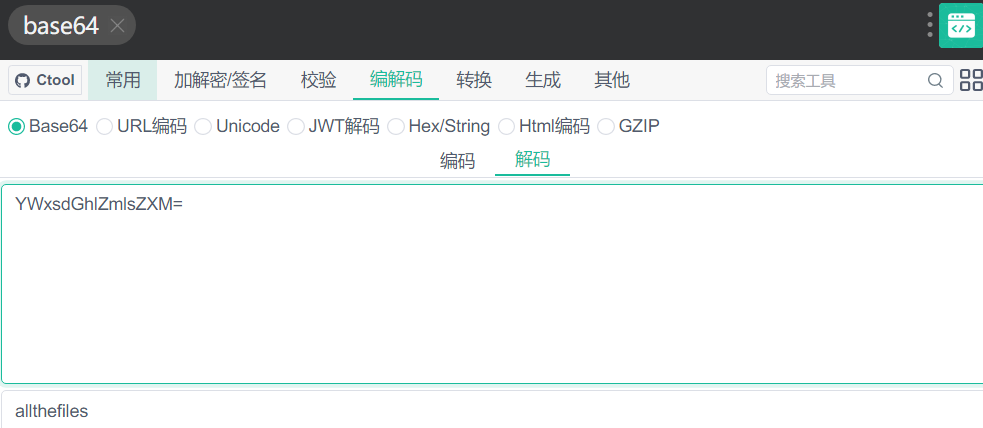 base64
Ctool 常用 加解密/签名 校验 编解码 转换 生成 其他 搜索工具
Base64 URL编码 Unicode JWT解码 Hex/String Html编码 GZIP
编码 解码
YWxsdGhlZmlsZXM=
allthefiles